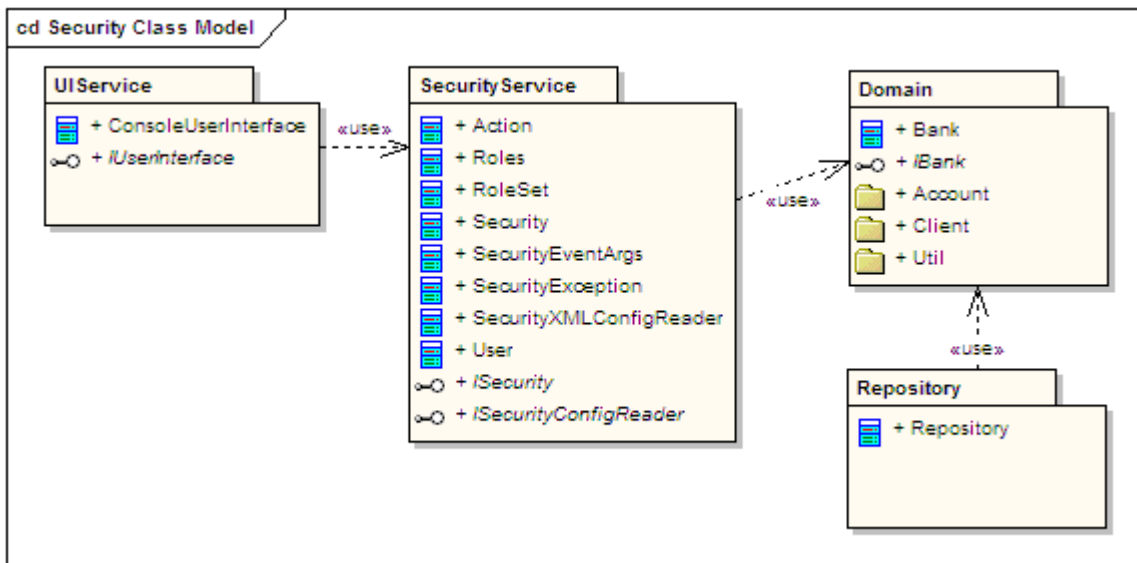 cd Security Class Model
UIService
+ ConsoleUserInterface
+ IUserInterface
«use»
SecurityService
+ Action
+ Roles
+ RoleSet
+ Security
+ SecurityEventArgs
+ SecurityException
+ SecurityXMLConfigReader
+ User
+ ISecurity
+ ISecurityConfigReader
«use»
Domain
+ Bank
+ IBank
+ Account
+ Client
+ Util
«use»
Repository
+ Repository